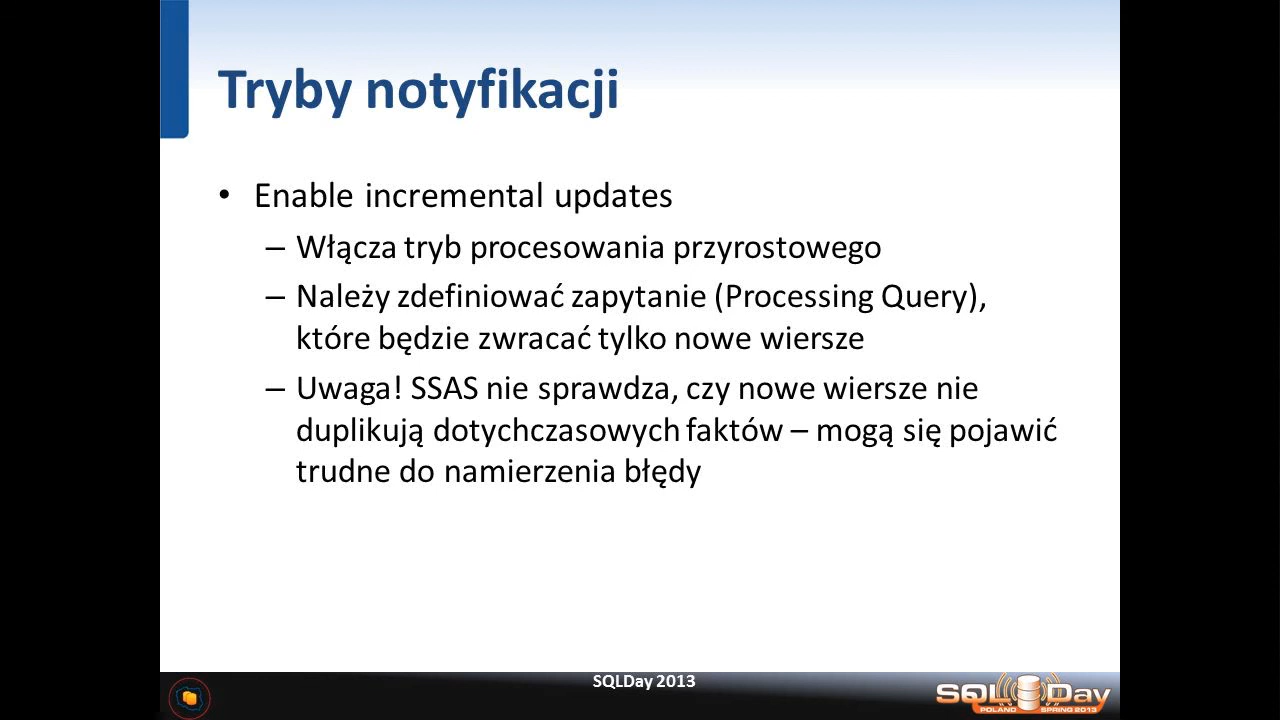 Tryby notyfikacji
• Enable incremental updates
– Włącza tryb procesowania przyrostowego
– Należy zdefiniować zapytanie (Processing Query),
które będzie zwracać tylko nowe wiersze
– Uwaga! SSAS nie sprawdza, czy nowe wiersze nie
duplikują dotychczasowych faktów – mogą się pojawić
trudne do namierzenia błędy
SQLDay 2013
SQL Day
POLAND SPRING 2013